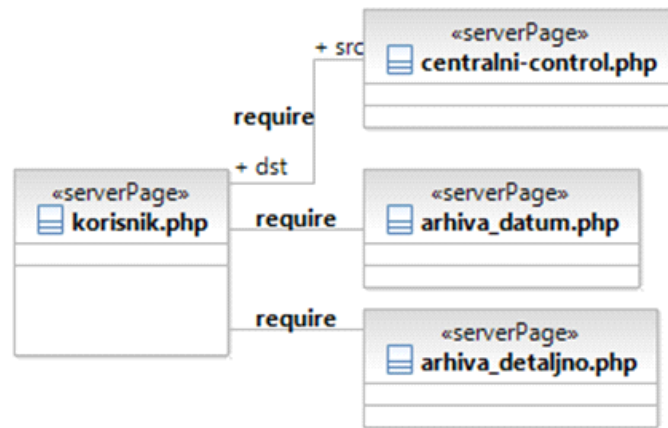 «serverPage»
centralni-control.php
+ src
require
+ dst
«serverPage»
korisnik.php
require
«serverPage»
arhiva_datum.php
require
«serverPage»
arhiva_detaljno.php